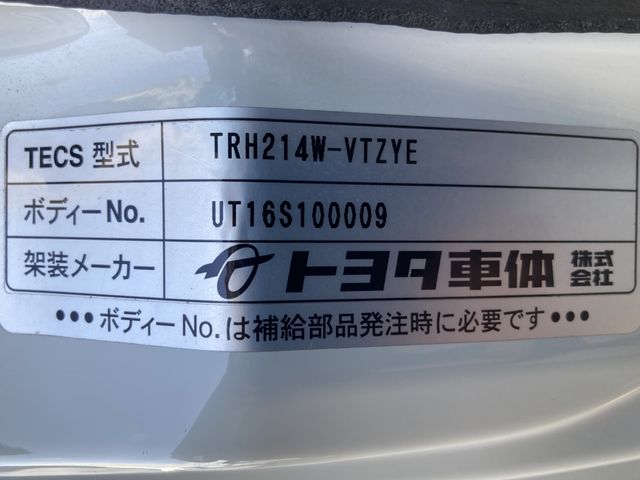 TECS 型式 TRH214W-VTZYE
ボディーNo. UT16S100009
架装メーカー トヨタ車体 株式会社
•••ボディーNo.は補給部品発注時に必要です•••